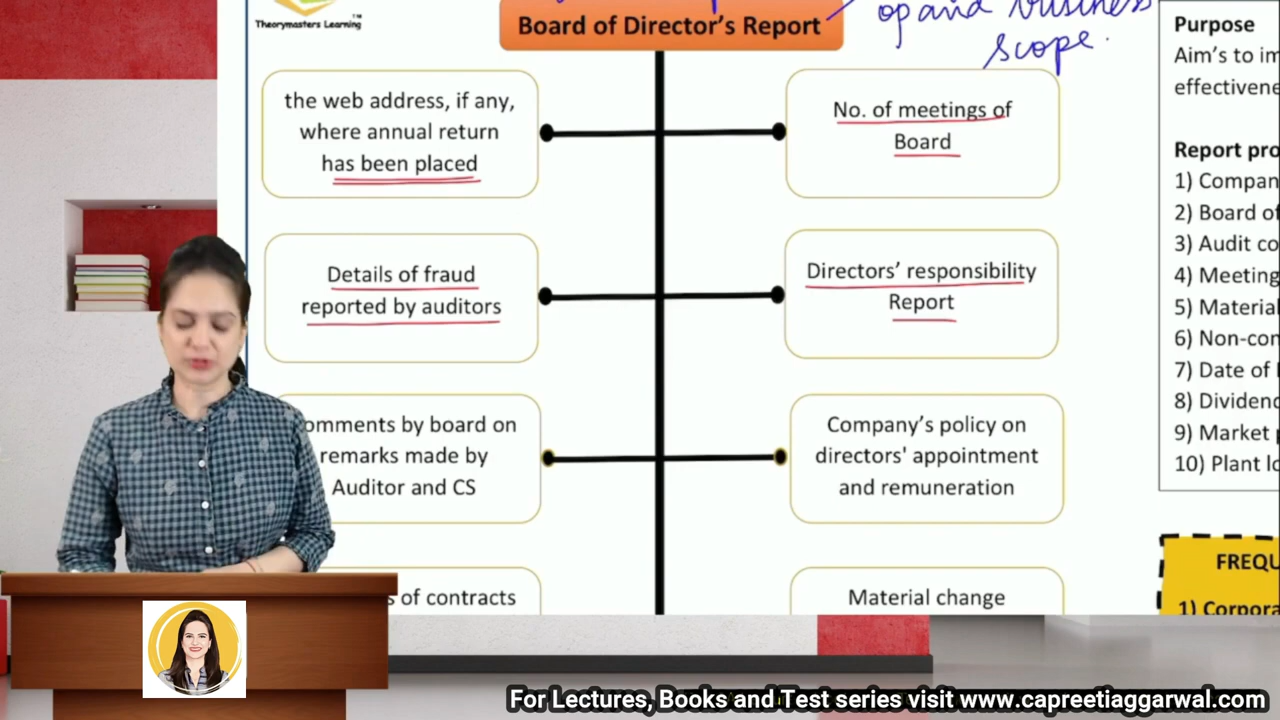 Theorymasters Learning™
Board of Director's Report
op and business
scope.
the web address, if any,
where annual return
has been placed
No. of meetings of
Board
Details of fraud
reported by auditors
Directors' responsibility
Report
omments by board on
remarks made by
Auditor and CS
Company's policy on
directors' appointment
and remuneration
s of contracts
Material change
Purpose
Aim's to im
effectivene
Report pro
1) Compan
2) Board of
3) Audit co
4) Meeting
5) Material
6) Non-con
7) Date of
8) Dividend
9) Market p
10) Plant lo
FREQU
1) Corpora
For Lectures, Books and Test series visit www.capreetiaggarwal.com